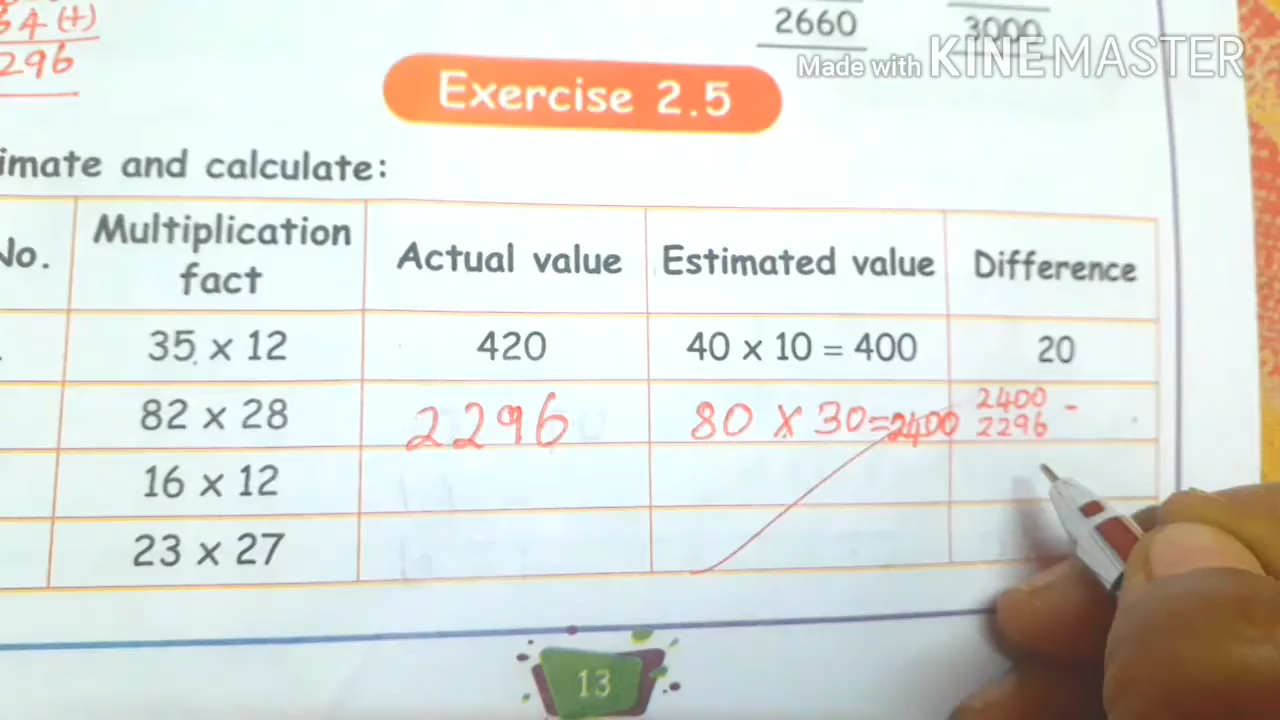 34 (+)
296
2660
3000
Made with KINEMASTER
Exercise 2.5
imate and calculate:
No. Multiplication fact Actual value Estimated value Difference
35 x 12 420 40 x 10 = 400 20
82 x 28 2296 80 x 30 = 2400 2400 -
2296
16 x 12
23 x 27
13